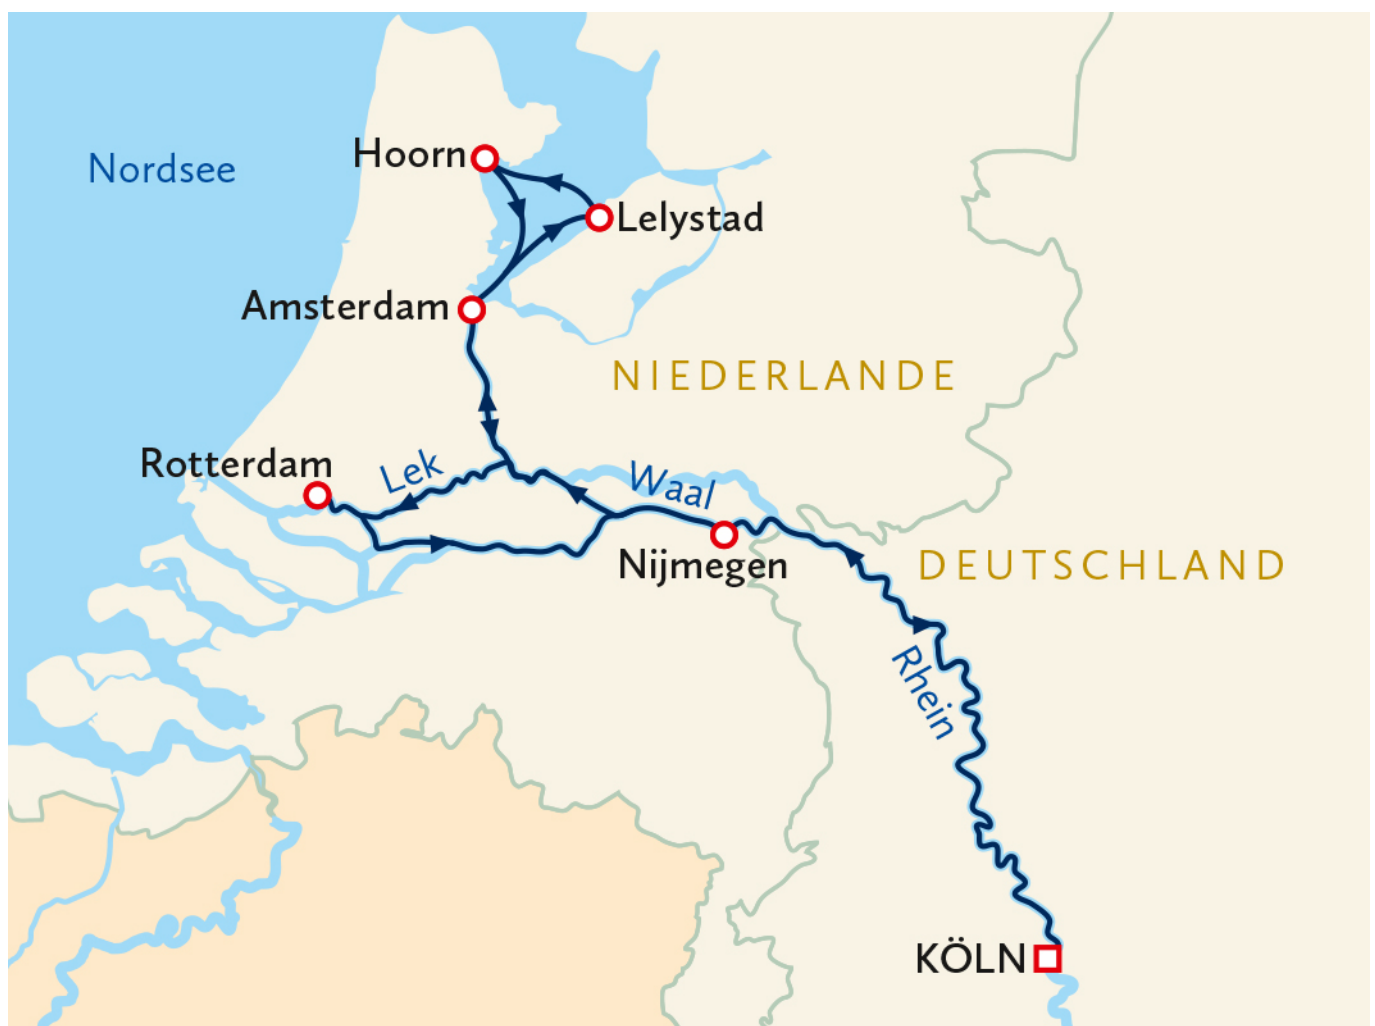 Hoorn
Nordsee
Lelystad
Amsterdam
NIEDERLANDE
Rotterdam
Lek
Waal
Nijmegen
DEUTSCHLAND
Rhein
KÖLN